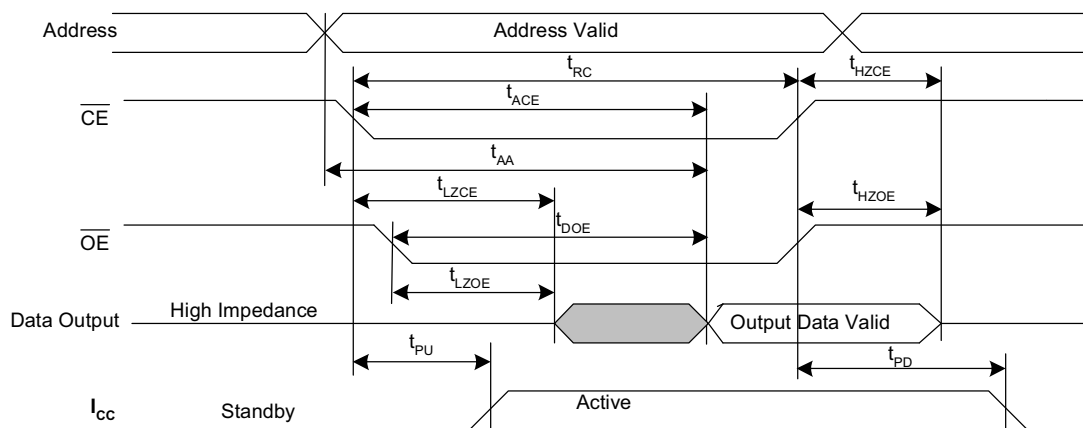 Address
Address Valid
tRC
tHZCE
tACE
CE
tAA
tLZCE
tHZOE
tDOE
OE
tLZOE
High Impedance
Data Output
Output Data Valid
tPU
tPD
ICC
Standby
Active